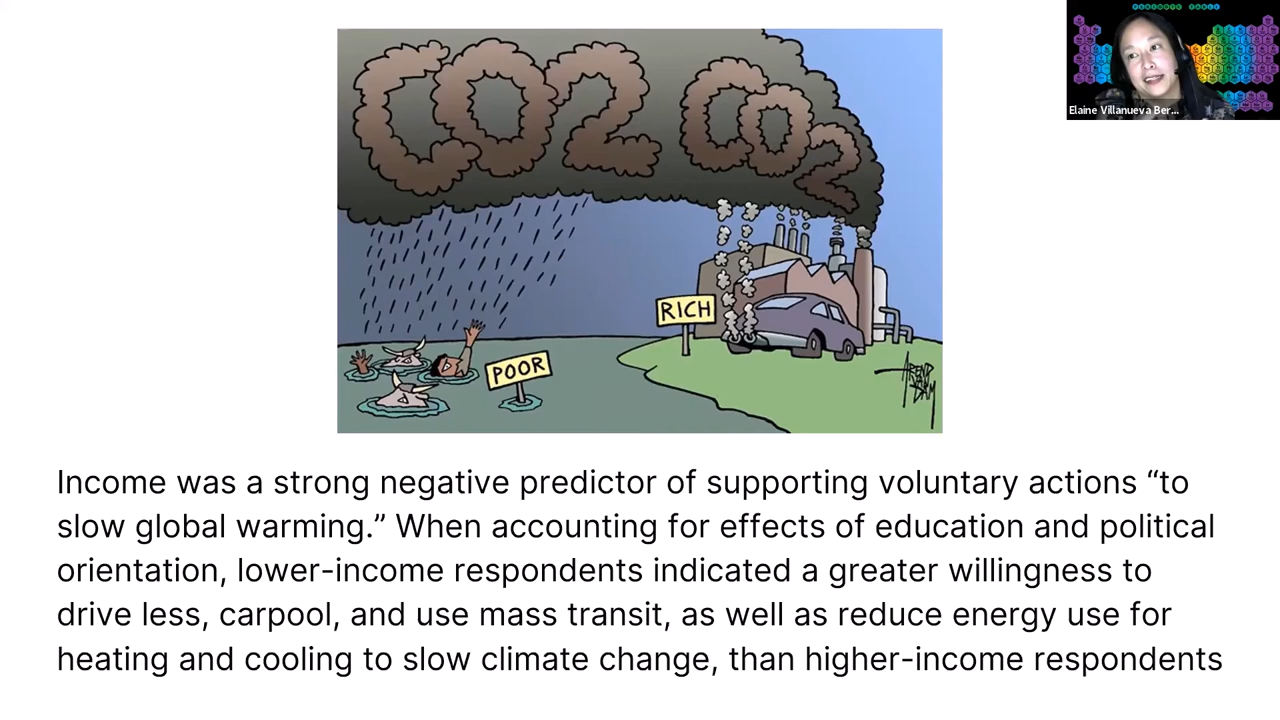 CO2 CO2
RICH
POOR
AREND
DAM
Elaine Villanueva Ber...
Income was a strong negative predictor of supporting voluntary actions “to
slow global warming.” When accounting for effects of education and political
orientation, lower-income respondents indicated a greater willingness to
drive less, carpool, and use mass transit, as well as reduce energy use for
heating and cooling to slow climate change, than higher-income respondents